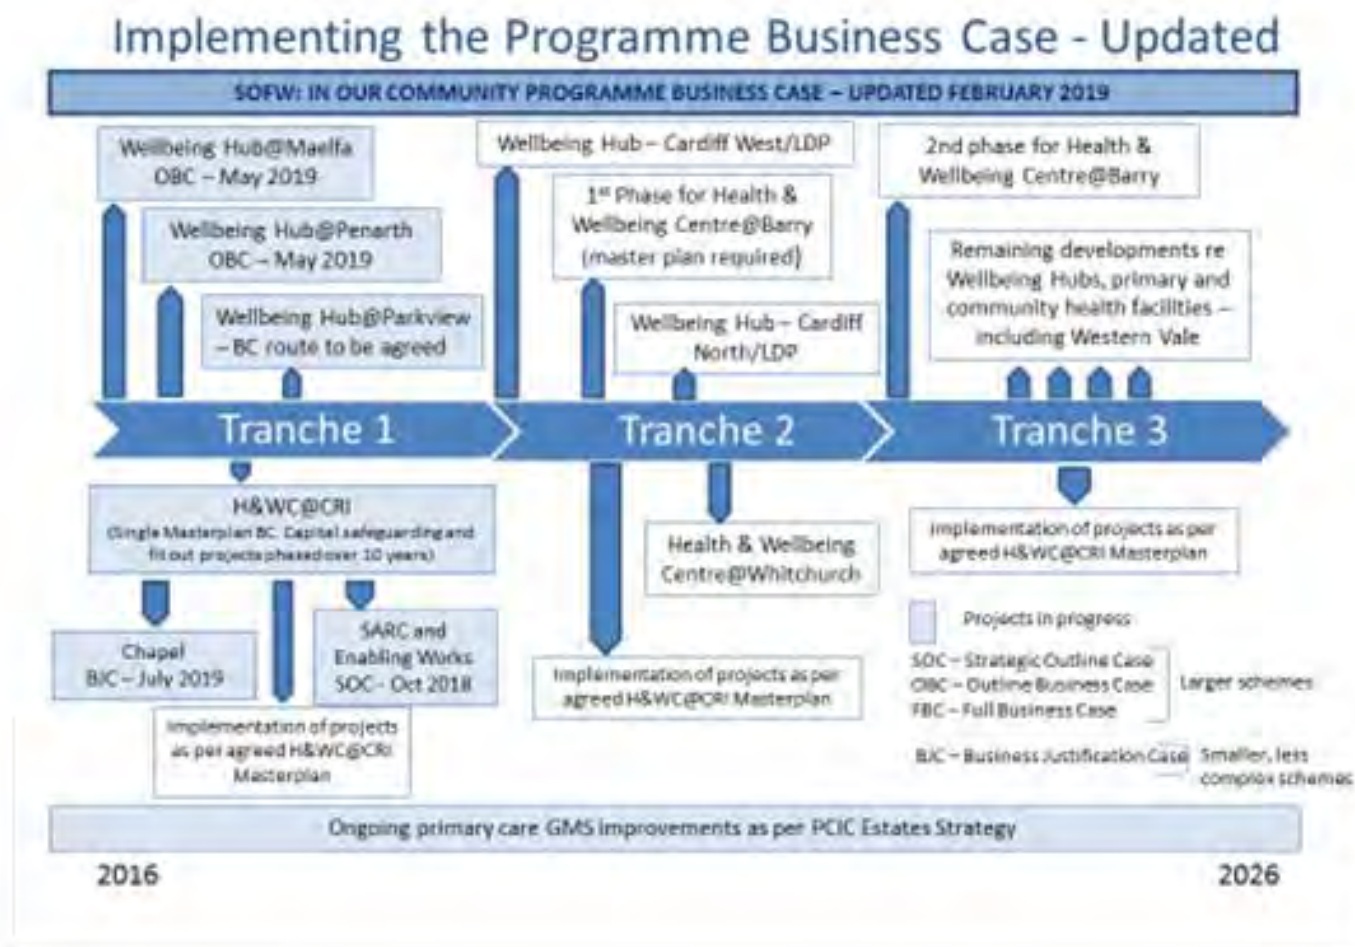 Implementing the Programme Business Case - Updated
SOFW: IN OUR COMMUNITY PROGRAMME BUSINESS CASE – UPDATED FEBRUARY 2019
Wellbeing Hub@Maelfa
OBC – May 2019
Wellbeing Hub@Penarth
OBC – May 2019
Wellbeing Hub@Parkview
– BC route to be agreed
Wellbeing Hub – Cardiff West/LDP
1st Phase for Health &
Wellbeing Centre@Barry
(master plan required)
Wellbeing Hub – Cardiff
North/LDP
2nd phase for Health &
Wellbeing Centre@Barry
Remaining developments re
Wellbeing Hubs, primary and
community health facilities –
including Western Vale
Tranche 1
Tranche 2
Tranche 3
H&WC@CRI
(Single Masterplan BC. Capital safeguarding and
fit out projects phased over 10 years)
Chapel
BJC – July 2019
SARC and
Enabling Works
SOC - Oct 2018
Implementation of projects
as per agreed H&WC@CRI
Masterplan
Health & Wellbeing
Centre@Whitchurch
Implementation of projects as per
agreed H&WC@CRI Masterplan
Implementation of projects as per
agreed H&WC@CRI Masterplan
Projects in progress
SOC – Strategic Outline Case
OBC – Outline Business Case
FBC – Full Business Case
Larger schemes
BJC – Business Justification Case
Smaller, less
complex schemes
Ongoing primary care GMS improvements as per PCIC Estates Strategy
2016
2026